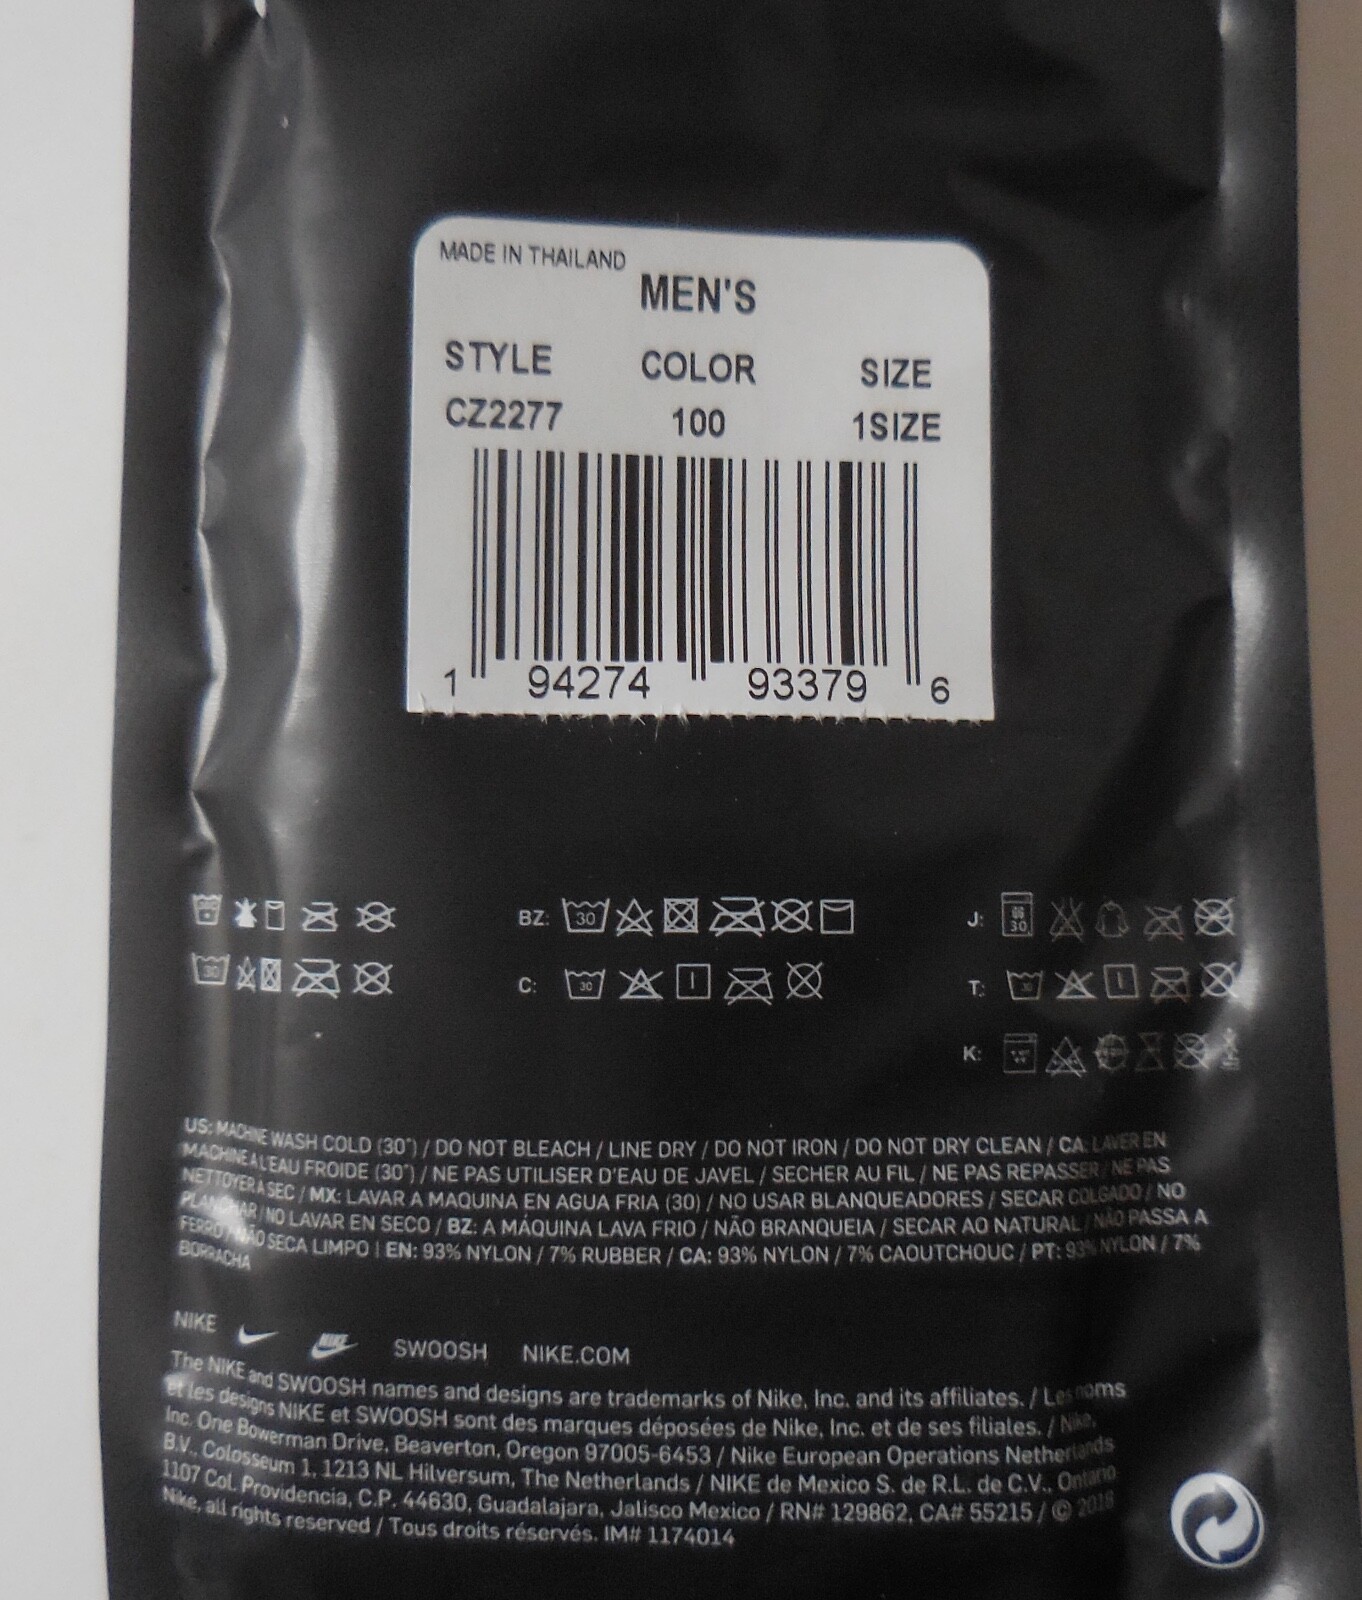 MADE IN THAILAND
MEN'S
STYLE COLOR SIZE
CZ2277 100 1SIZE
1 94274 93379 6
BZ: 30 J: 30
30 C: 30 T: 30
K:
US: MACHINE WASH COLD (30°) / DO NOT BLEACH / LINE DRY / DO NOT IRON / DO NOT DRY CLEAN / CA: LAVER EN
MACHINE A L'EAU FROIDE (30°) / NE PAS UTILISER D'EAU DE JAVEL / SECHER AU FIL / NE PAS REPASSER / NE PAS
NETTOYER A SEC / MX: LAVAR A MAQUINA EN AGUA FRIA (30) / NO USAR BLANQUEADORES / SECAR COLGADO / NO
PLANCHAR / NO LAVAR EN SECO / BZ: A MÁQUINA LAVA FRIO / NÃO BRANQUEIA / SECAR AO NATURAL / NÃO PASSA A
FERRO / NÃO SECA LIMPO | EN: 93% NYLON / 7% RUBBER / CA: 93% NYLON / 7% CAOUTCHOUC / PT: 93% NYLON / 7%
BORRACHA
NIKE NIKE SWOOSH NIKE.COM
The NIKE and SWOOSH names and designs are trademarks of Nike, Inc. and its affiliates. / Les noms
et les designs NIKE et SWOOSH sont des marques déposées de Nike, Inc. et de ses filiales. / Nike,
Inc. One Bowerman Drive, Beaverton, Oregon 97005-6453 / Nike European Operations Netherlands
B.V., Colosseum 1, 1213 NL Hilversum, The Netherlands / NIKE de Mexico S. de R.L. de C.V., Ontario
1107 Col. Providencia, C.P. 44630, Guadalajara, Jalisco Mexico / RN# 129862, CA# 55215 / © 2018
Nike, all rights reserved / Tous droits réservés. IM# 1174014